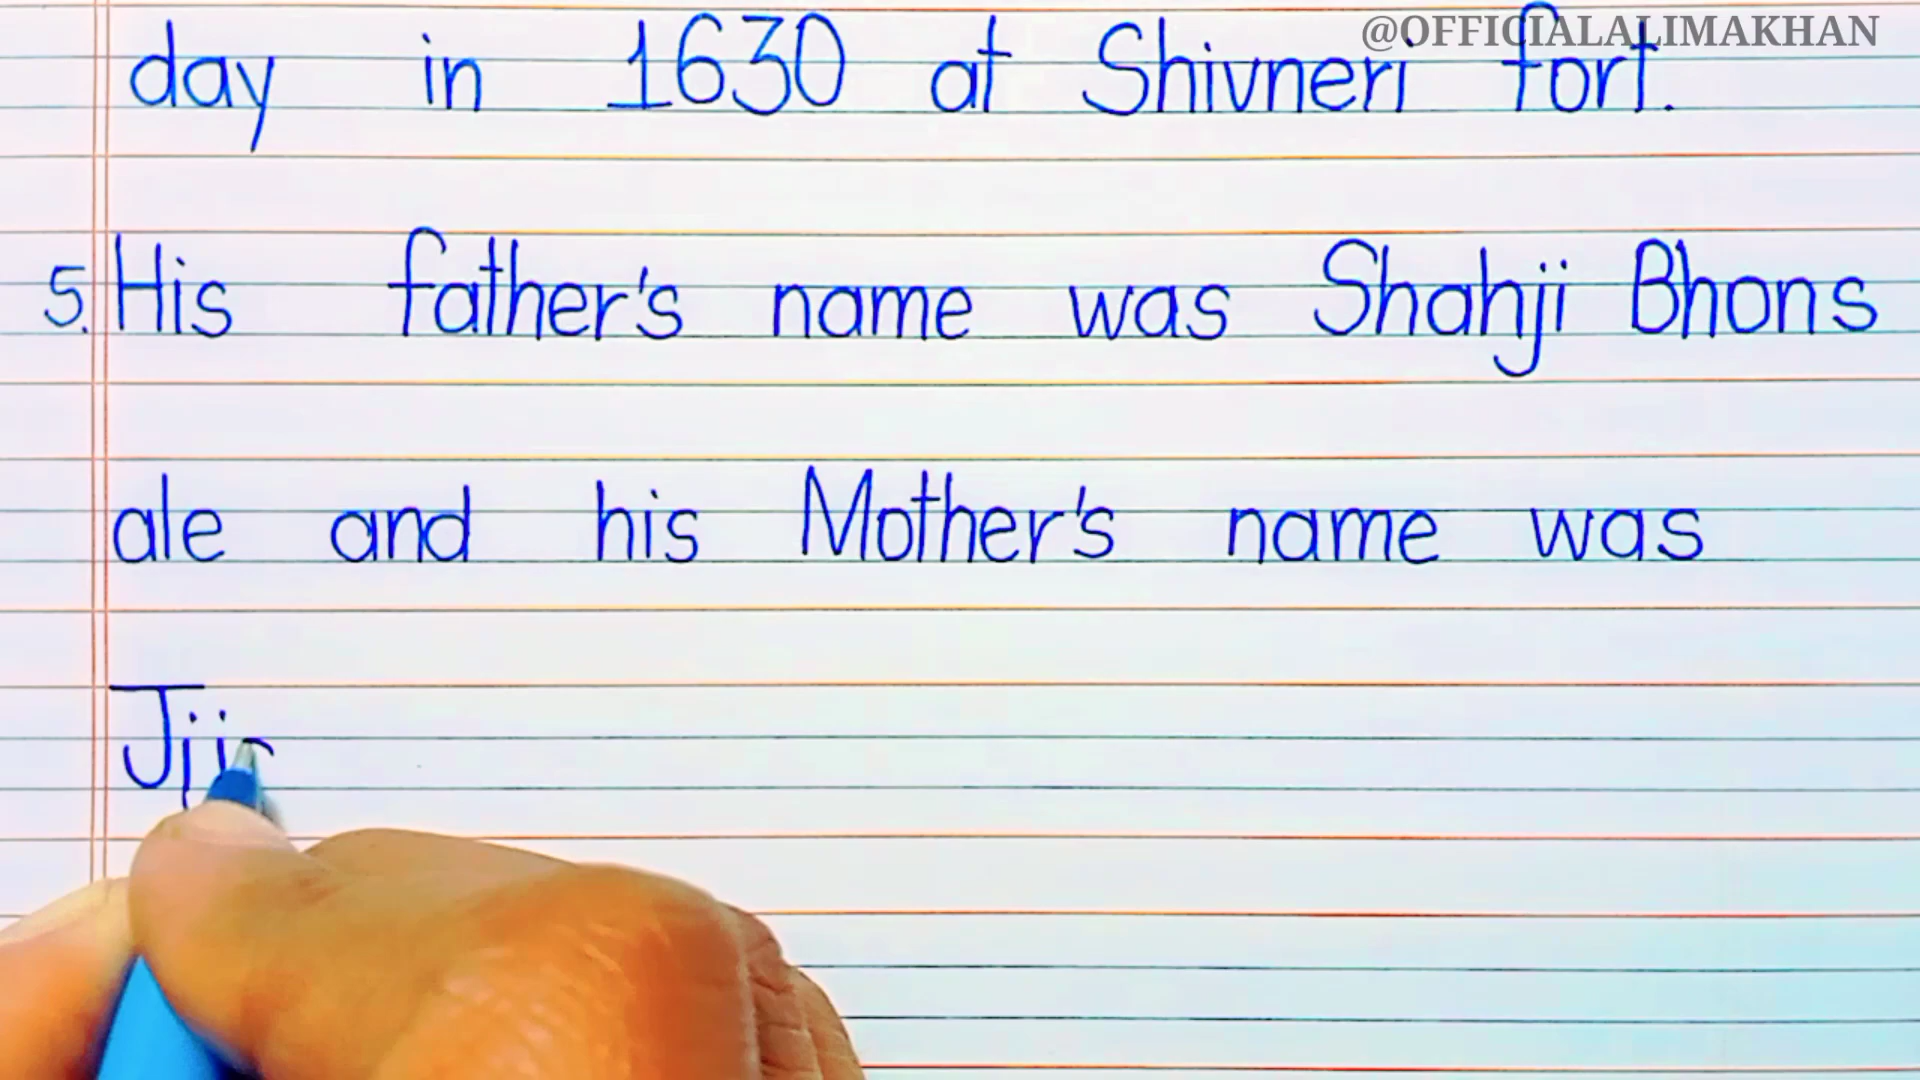 @OFFICIALALIMAKHAN
day in 1630 at Shivneri fort.
5. His father's name was Shahji Bhons
ale and his Mother's name was